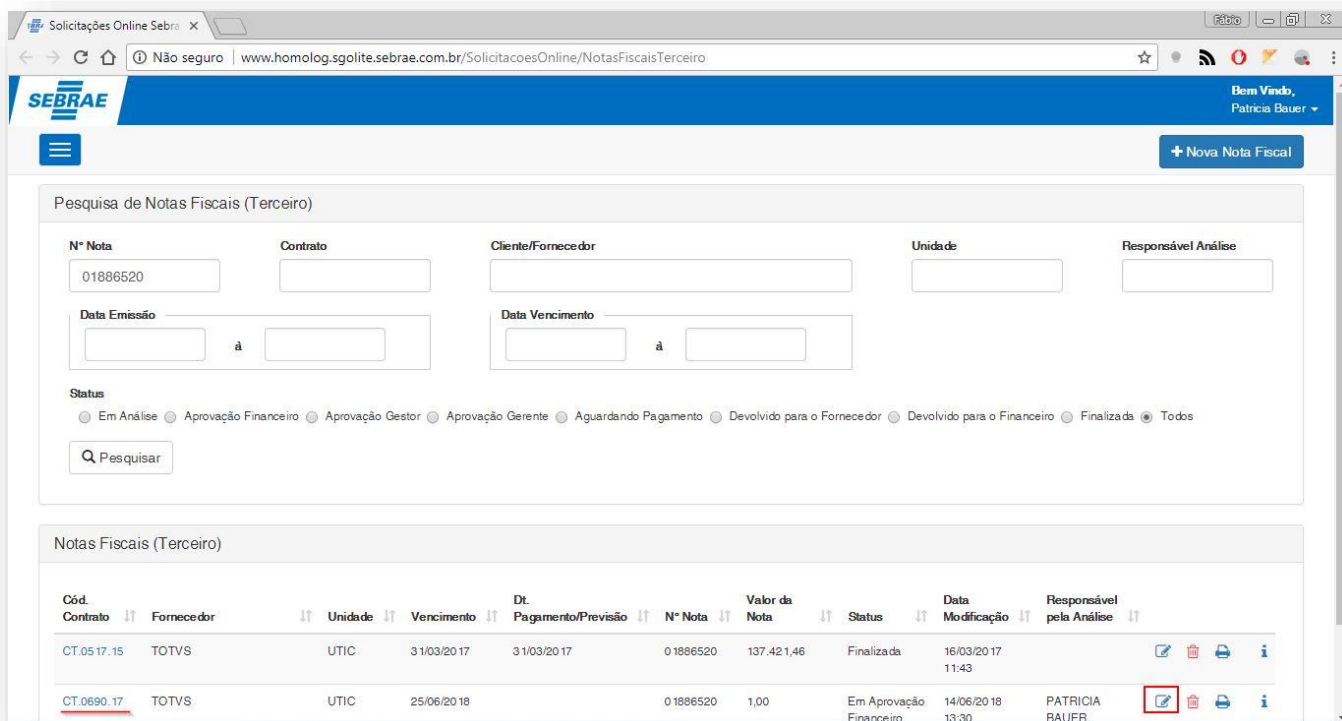 Solicitações Online Sebra
Fábio
Não seguro | www.homolog.sgolite.sebrae.com.br/SolicitacoesOnline/NotasFiscaisTerceiro
SEBRAE
Bem Vindo,
Patricia Bauer
+ Nova Nota Fiscal
Pesquisa de Notas Fiscais (Terceiro)
N° Nota Contrato Cliente/Fornecedor Unidade Responsável Análise
01886520
Data Emissão Data Vencimento
à à
Status
Em Análise Aprovação Financeiro Aprovação Gestor Aprovação Gerente Aguardando Pagamento Devolvido para o Fornecedor Devolvido para o Financeiro Finalizada Todos
Pesquisar
Notas Fiscais (Terceiro)
Cód. Dt. Valor da Data Responsável
Contrato Fornecedor Unidade Vencimento Pagamento/Previsão N° Nota Nota Status Modificação pela Análise
CT.0517.15 TOTVS UTIC 31/03/2017 31/03/2017 01886520 137.421,46 Finalizada 16/03/2017
11:43
CT.0690.17 TOTVS UTIC 25/06/2018 01886520 1,00 Em Aprovação 14/06/2018 PATRICIA
Financeiro 13:30 BAUER